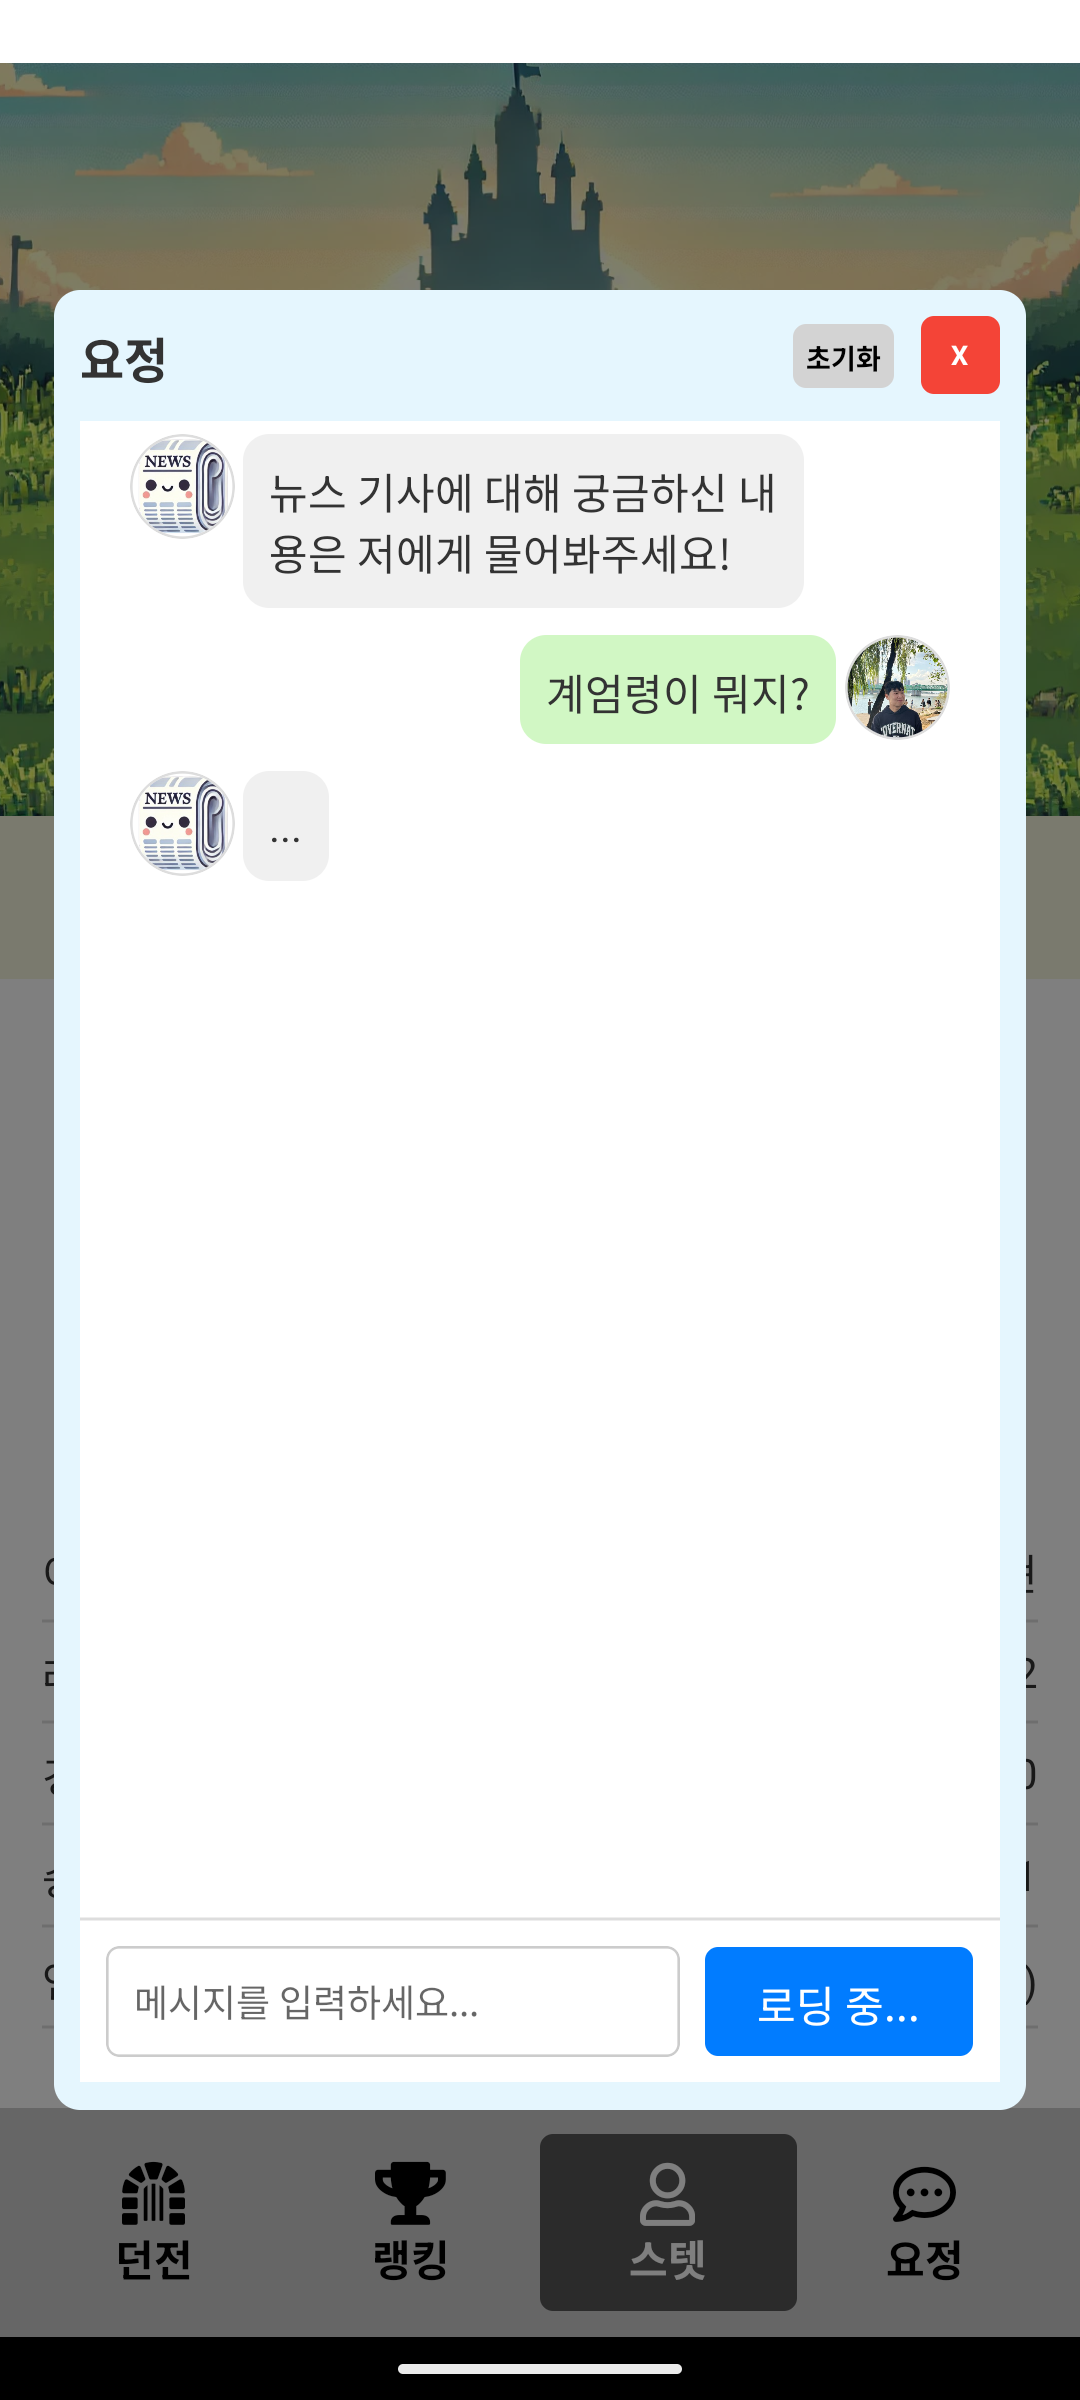 요정
초기화
X
NEWS
뉴스 기사에 대해 궁금하신 내
용은 저에게 물어봐주세요!
계엄령이 뭐지?
NEWS
...
메시지를 입력하세요...
로딩 중...
던전
랭킹
스텟
요정